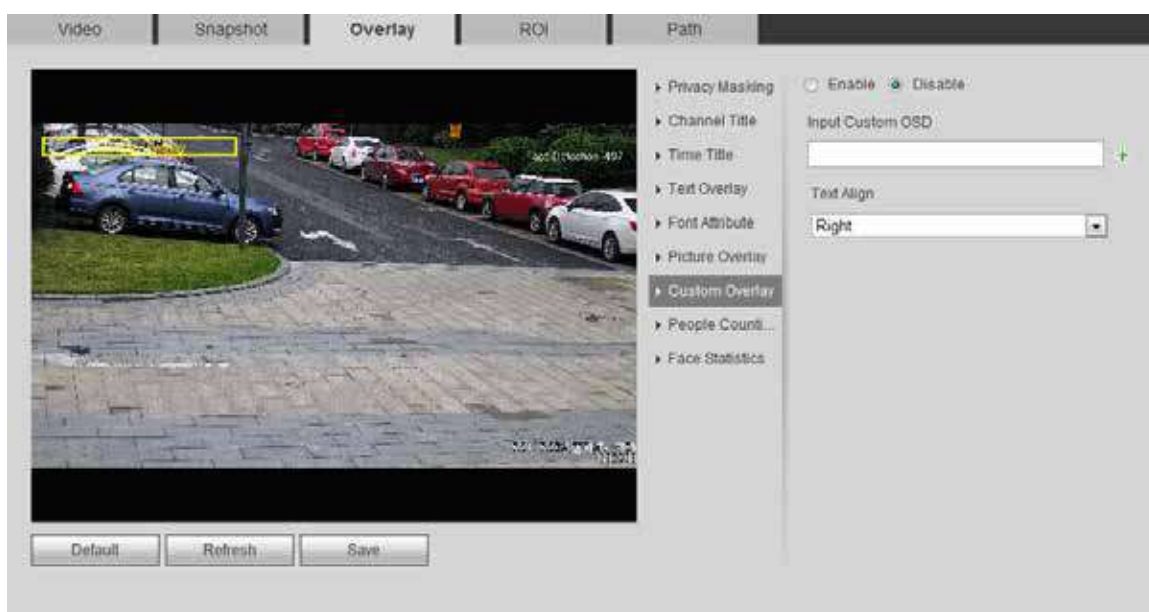 Video Snapshot Overlay ROI Path
Privacy Masking
Channel Title
Time Title
Text Overlay
Font Attribute
Picture Overlay
Custom Overlay
People Counti...
Face Statistics
Enable Disable
Input Custom OSD
Text Align
Right
Default Refresh Save